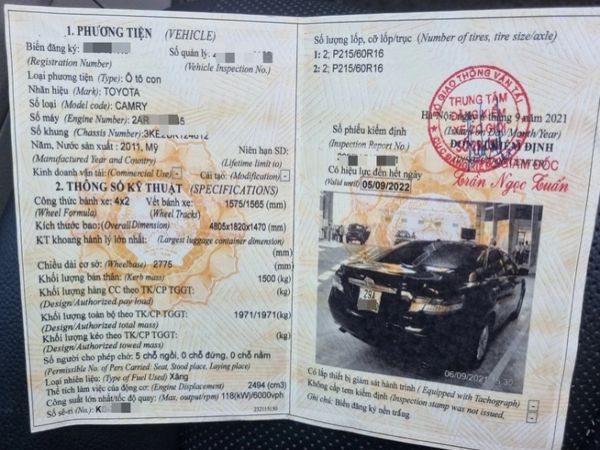 1. PHƯƠNG TIỆN (VEHICLE)
Biển đăng ký:
(Registration Number)
Số quản lý:
(Vehicle Inspection No.)
Loại phương tiện (Type): Ô tô con
Nhãn hiệu (Mark): TOYOTA
Số loại (Model code): CAMRY
Số máy (Engine Number): 2AR
Số khung (Chassis Number):
Năm, Nước sản xuất: 2011, Mỹ
(Manufactured Year and Country)
Niên hạn SD:
(Lifetime limit to)
Kinh doanh vận tải: (Commercial Use) - Cải tạo: (Modification) -
2. THÔNG SỐ KỸ THUẬT (SPECIFICATIONS)
Công thức bánh xe: 4x2 Vết bánh xe: 1575/1565 (mm)
(Wheel Formula) (Wheel Tracks)
Kích thước bao: (Overall Dimension) 4805x1820x1470 (mm)
KT khoang hành lý lớn nhất: (Largest luggage container dimension)
(mm)
Chiều dài cơ sở: (Wheelbase) 2775 (mm)
Khối lượng bản thân: (Kerb mass) 1500 (kg)
Khối lượng hàng CC theo TK/CP TGGT: (kg)
(Design/Authorized pay load)
Khối lượng toàn bộ theo TK/CP TGGT: 1971/1971(kg)
(Design/Authorized total mass)
Khối lượng kéo theo TK/CP TGGT: (kg)
(Design/Authorized towed mass)
Số người cho phép chở: 5 chỗ ngồi, 0 chỗ đứng, 0 chỗ nằm
(Permissible No. of Pers Carried: Seat, Stood place, Laying place)
Loại nhiên liệu: (Type of Fuel Used) Xăng
Thể tích làm việc của động cơ: (Engine Displacement) 2494 (cm3)
Công suất lớn nhất/tốc độ quay: (Max. output/rpm) 118(kW)/6000vph
Số sê-ri (No.): K
Số lượng lốp, cỡ lốp/trục (Number of tires, tire size/axle)
1: 2; P215/60R16
2: 2; P215/60R16
TRUNG TÂM
ĐĂNG KIỂM
XE CƠ GIỚI
9 năm 2021
(Issued on Day/Month/Year)
Số phiếu kiểm định
(Inspection Report No.)
ĐƠN VỊ KIỂM ĐỊNH
GIÁM ĐỐC
Có hiệu lực đến hết ngày
(Valid until) 05/09/2022
Trần Ngọc Tuấn
06/09/2021
Có lắp thiết bị giám sát hành trình (Equipped with Tachograph)
Không cấp tem kiểm định (Inspection stamp was not issued.
Ghi chú: Biển đăng ký nền trắng